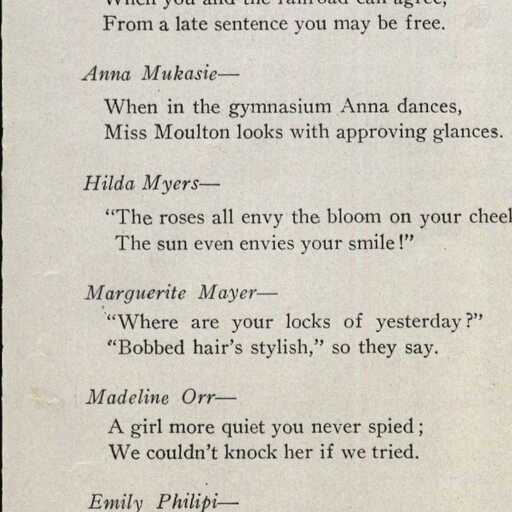 When you and the railroad can agree,
From a late sentence you may be free.
Anna Mukasie—
When in the gymnasium Anna dances,
Miss Moulton looks with approving glances.
Hilda Myers—
"The roses all envy the bloom on your cheek
The sun even envies your smile!"
Marguerite Mayer—
"Where are your locks of yesterday?"
"Bobbed hair's stylish," so they say.
Madeline Orr—
A girl more quiet you never spied;
We couldn't knock her if we tried.
Emily Philipi—